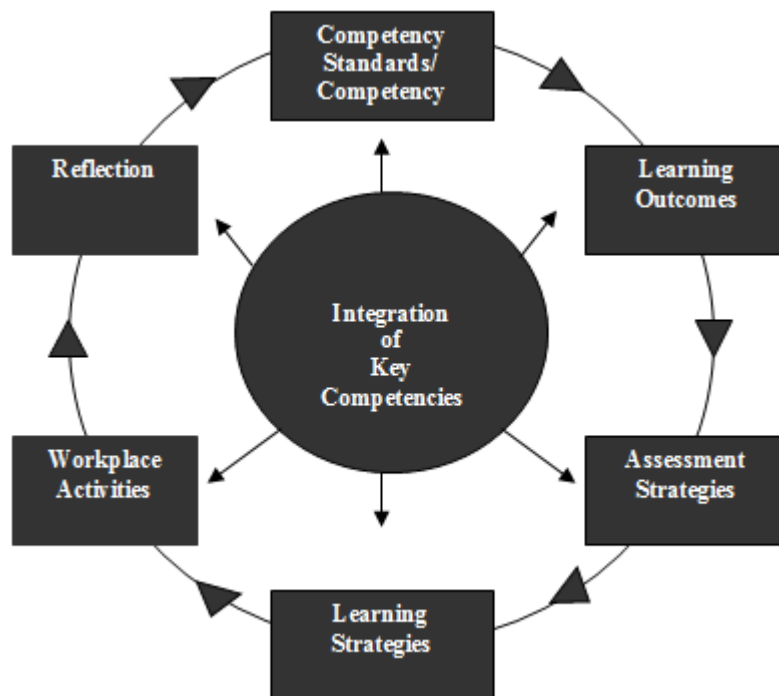 Competency
Standards/
Competency
Reflection
Learning
Outcomes
Integration
of
Key
Competencies
Workplace
Activities
Assessment
Strategies
Learning
Strategies